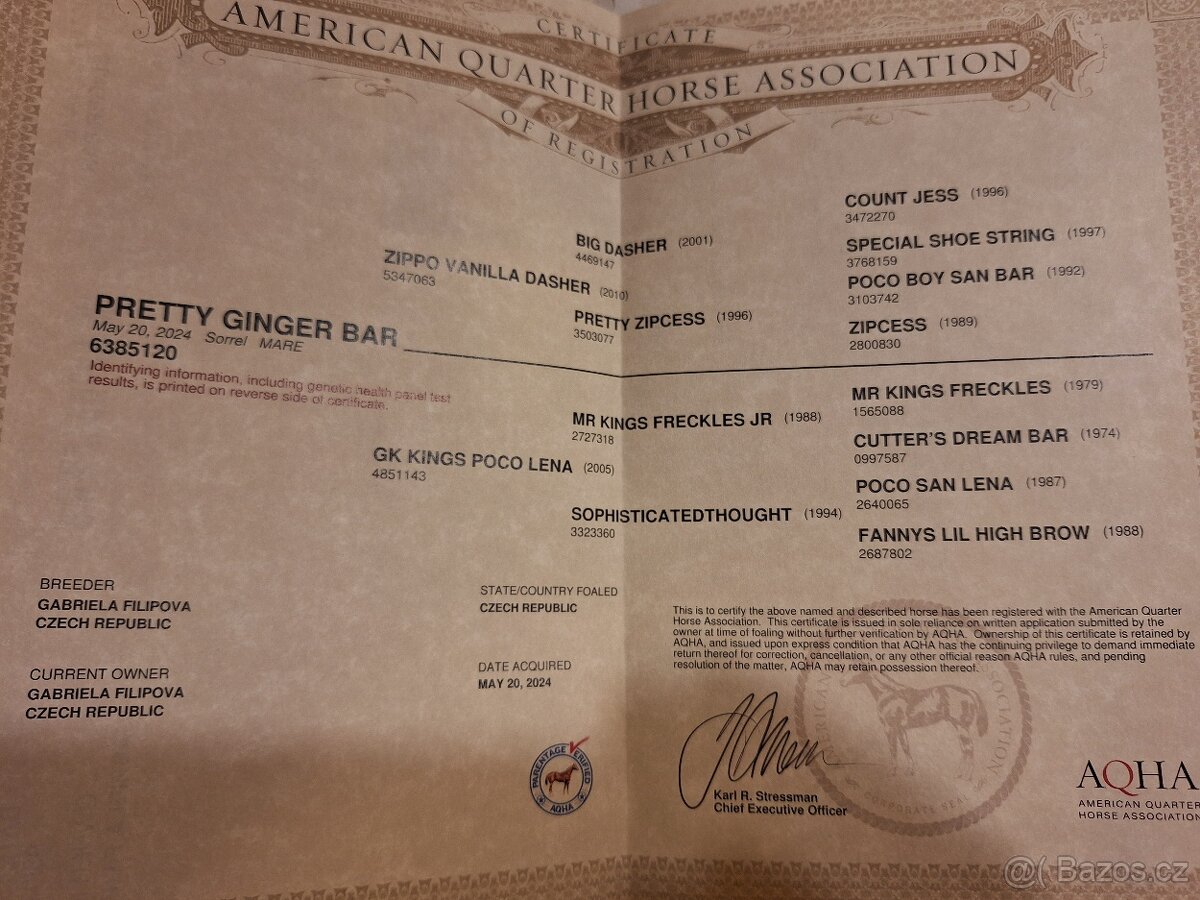 CERTIFICATE
AMERICAN QUARTER HORSE ASSOCIATION
OF REGISTRATION
COUNT JESS (1996)
3472270
BIG DASHER (2001)
4469147
SPECIAL SHOE STRING (1997)
3768159
ZIPPO VANILLA DASHER (2010)
5347063
POCO BOY SAN BAR (1992)
3103742
PRETTY ZIPCESS (1996)
3503077
ZIPCESS (1989)
2800830
PRETTY GINGER BAR
May 20, 2024 Sorrel MARE
6385120
Identifying information, including genetic health panel test
results, is printed on reverse side of certificate.
MR KINGS FRECKLES (1979)
1565088
MR KINGS FRECKLES JR (1988)
2727318
CUTTER'S DREAM BAR (1974)
0997587
GK KINGS POCO LENA (2005)
4851143
POCO SAN LENA (1987)
2640065
SOPHISTICATEDTHOUGHT (1994)
3323360
FANNYS LIL HIGH BROW (1988)
2687802
BREEDER
GABRIELA FILIPOVA
CZECH REPUBLIC
STATE/COUNTRY FOALED
CZECH REPUBLIC
CURRENT OWNER
GABRIELA FILIPOVA
CZECH REPUBLIC
DATE ACQUIRED
MAY 20, 2024
This is to certify the above named and described horse has been registered with the American Quarter
Horse Association. This certificate is issued in sole reliance on written application submitted by the
owner at time of foaling without further verification by AQHA. Ownership of this certificate is retained by
AQHA, and issued upon express condition that AQHA has the continuing privilege to demand immediate
return thereof for correction, cancellation, or any other official reason AQHA rules, and pending
resolution of the matter, AQHA may retain possession thereof.
PARENTAGE VERIFIED
AQHA
Karl R. Stressman
Chief Executive Officer
CORPORATE SEAL
AQHA
AMERICAN QUARTER
HORSE ASSOCIATION
@( Bazos.cz